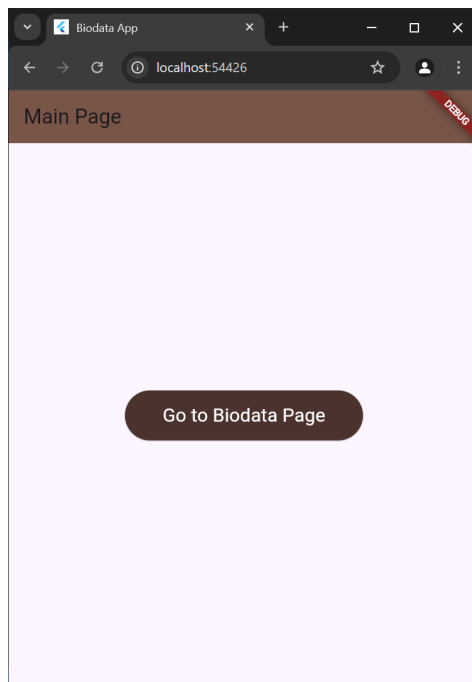 Biodata App
localhost:54426
Main Page
DEBUG
Go to Biodata Page